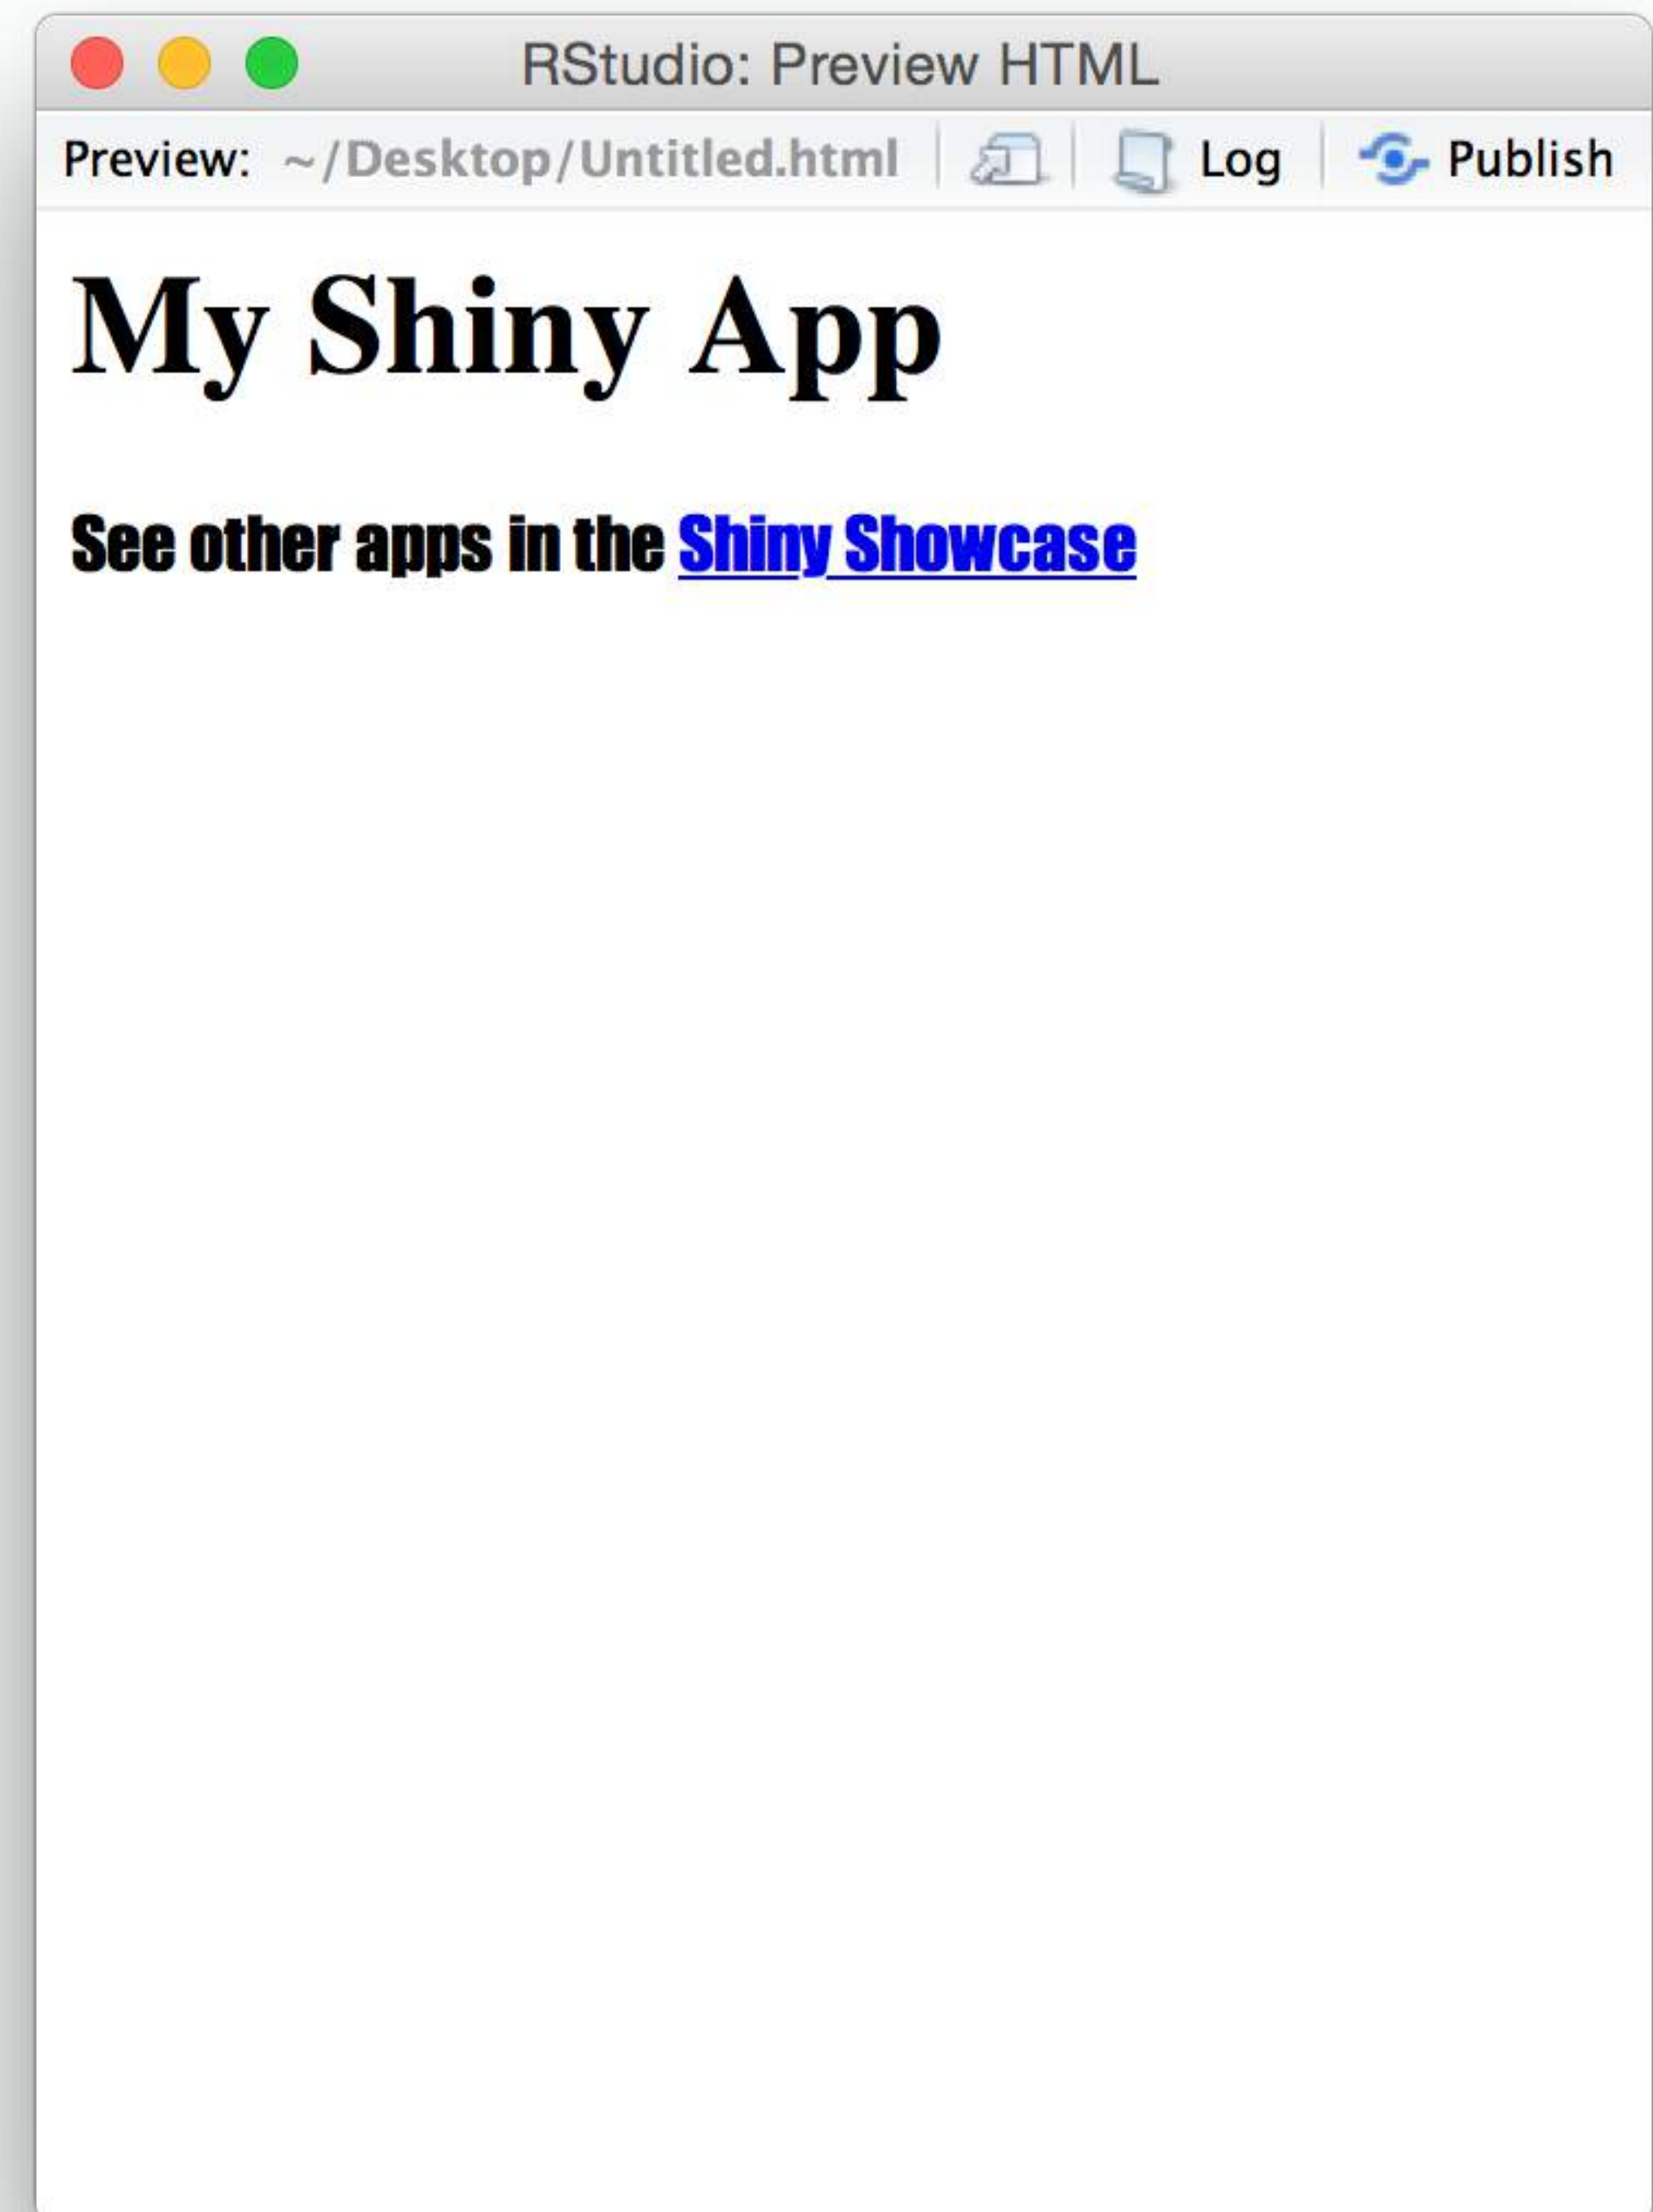 RStudio: Preview HTML
Preview: ~/Desktop/Untitled.html Log Publish
My Shiny App
See other apps in the Shiny Showcase